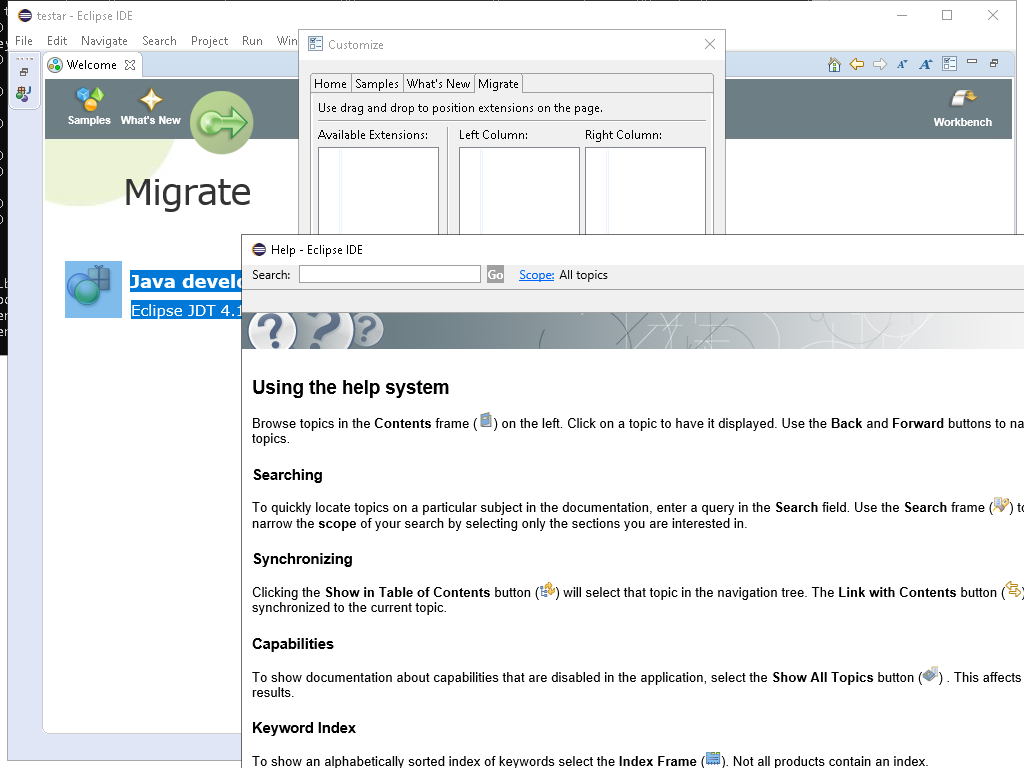 testar - Eclipse IDE
File Edit Navigate Search Project Run Win
Customize
Welcome
Home Samples What's New Migrate
Use drag and drop to position extensions on the page.
Samples What's New
Workbench
Available Extensions: Left Column: Right Column:
Migrate
Java develo
Eclipse JDT 4.1
Help - Eclipse IDE
Search: Go Scope: All topics
Using the help system
Browse topics in the Contents frame ( ) on the left. Click on a topic to have it displayed. Use the Back and Forward buttons to na
topics.
Searching
To quickly locate topics on a particular subject in the documentation, enter a query in the Search field. Use the Search frame ( ) to
narrow the scope of your search by selecting only the sections you are interested in.
Synchronizing
Clicking the Show in Table of Contents button ( ) will select that topic in the navigation tree. The Link with Contents button ( )
synchronized to the current topic.
Capabilities
To show documentation about capabilities that are disabled in the application, select the Show All Topics button ( ) . This affects
results.
Keyword Index
To show an alphabetically sorted index of keywords select the Index Frame ( ). Not all products contain an index.